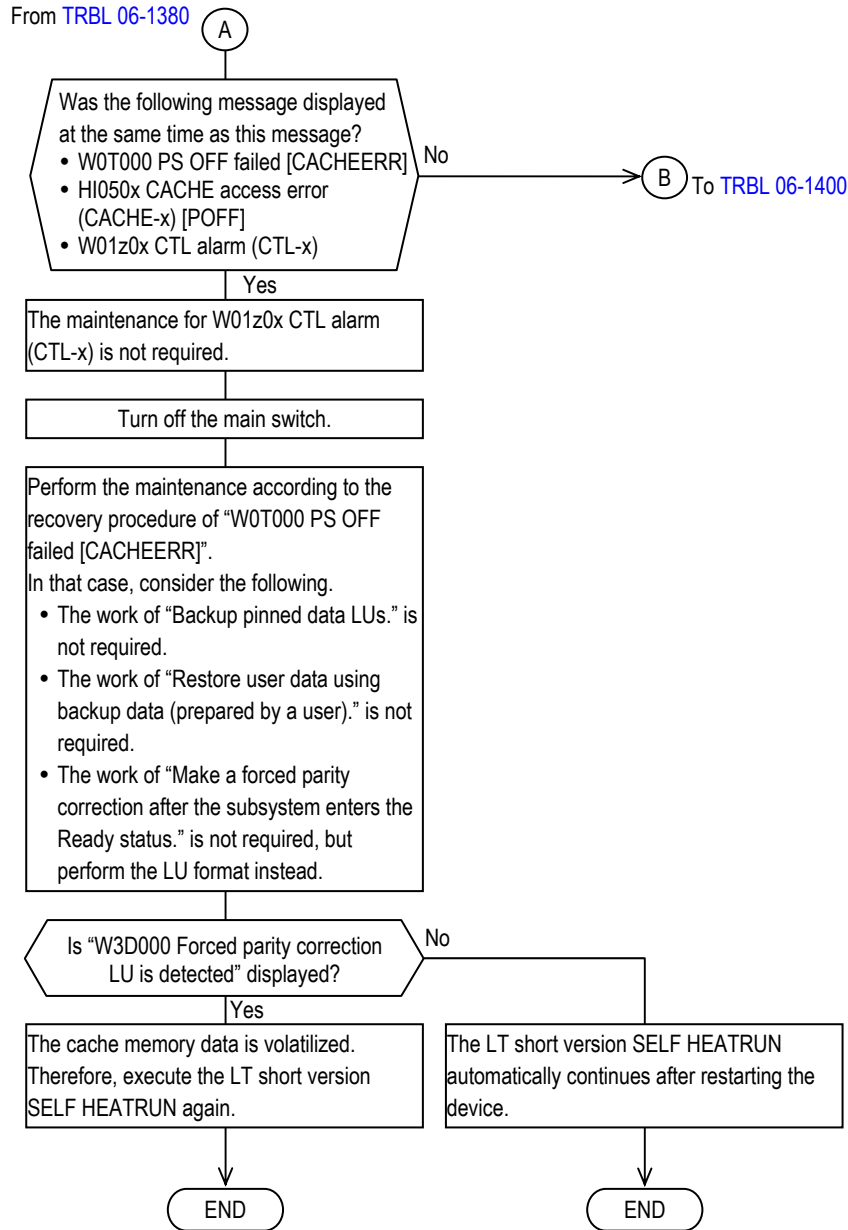 From TRBL 06-1380
A
Was the following message displayed
at the same time as this message?
• W0T000 PS OFF failed [CACHEERR]
• HI050x CACHE access error
(CACHE-x) [POFF]
• W01z0x CTL alarm (CTL-x)
No
B
To TRBL 06-1400
Yes
The maintenance for W01z0x CTL alarm
(CTL-x) is not required.
Turn off the main switch.
Perform the maintenance according to the
recovery procedure of “W0T000 PS OFF
failed [CACHEERR]”.
In that case, consider the following.
• The work of “Backup pinned data LUs.” is
not required.
• The work of “Restore user data using
backup data (prepared by a user).” is not
required.
• The work of “Make a forced parity
correction after the subsystem enters the
Ready status.” is not required, but
perform the LU format instead.
Is “W3D000 Forced parity correction
LU is detected” displayed?
No
Yes
The cache memory data is volatilized.
Therefore, execute the LT short version
SELF HEATRUN again.
The LT short version SELF HEATRUN
automatically continues after restarting the
device.
END
END